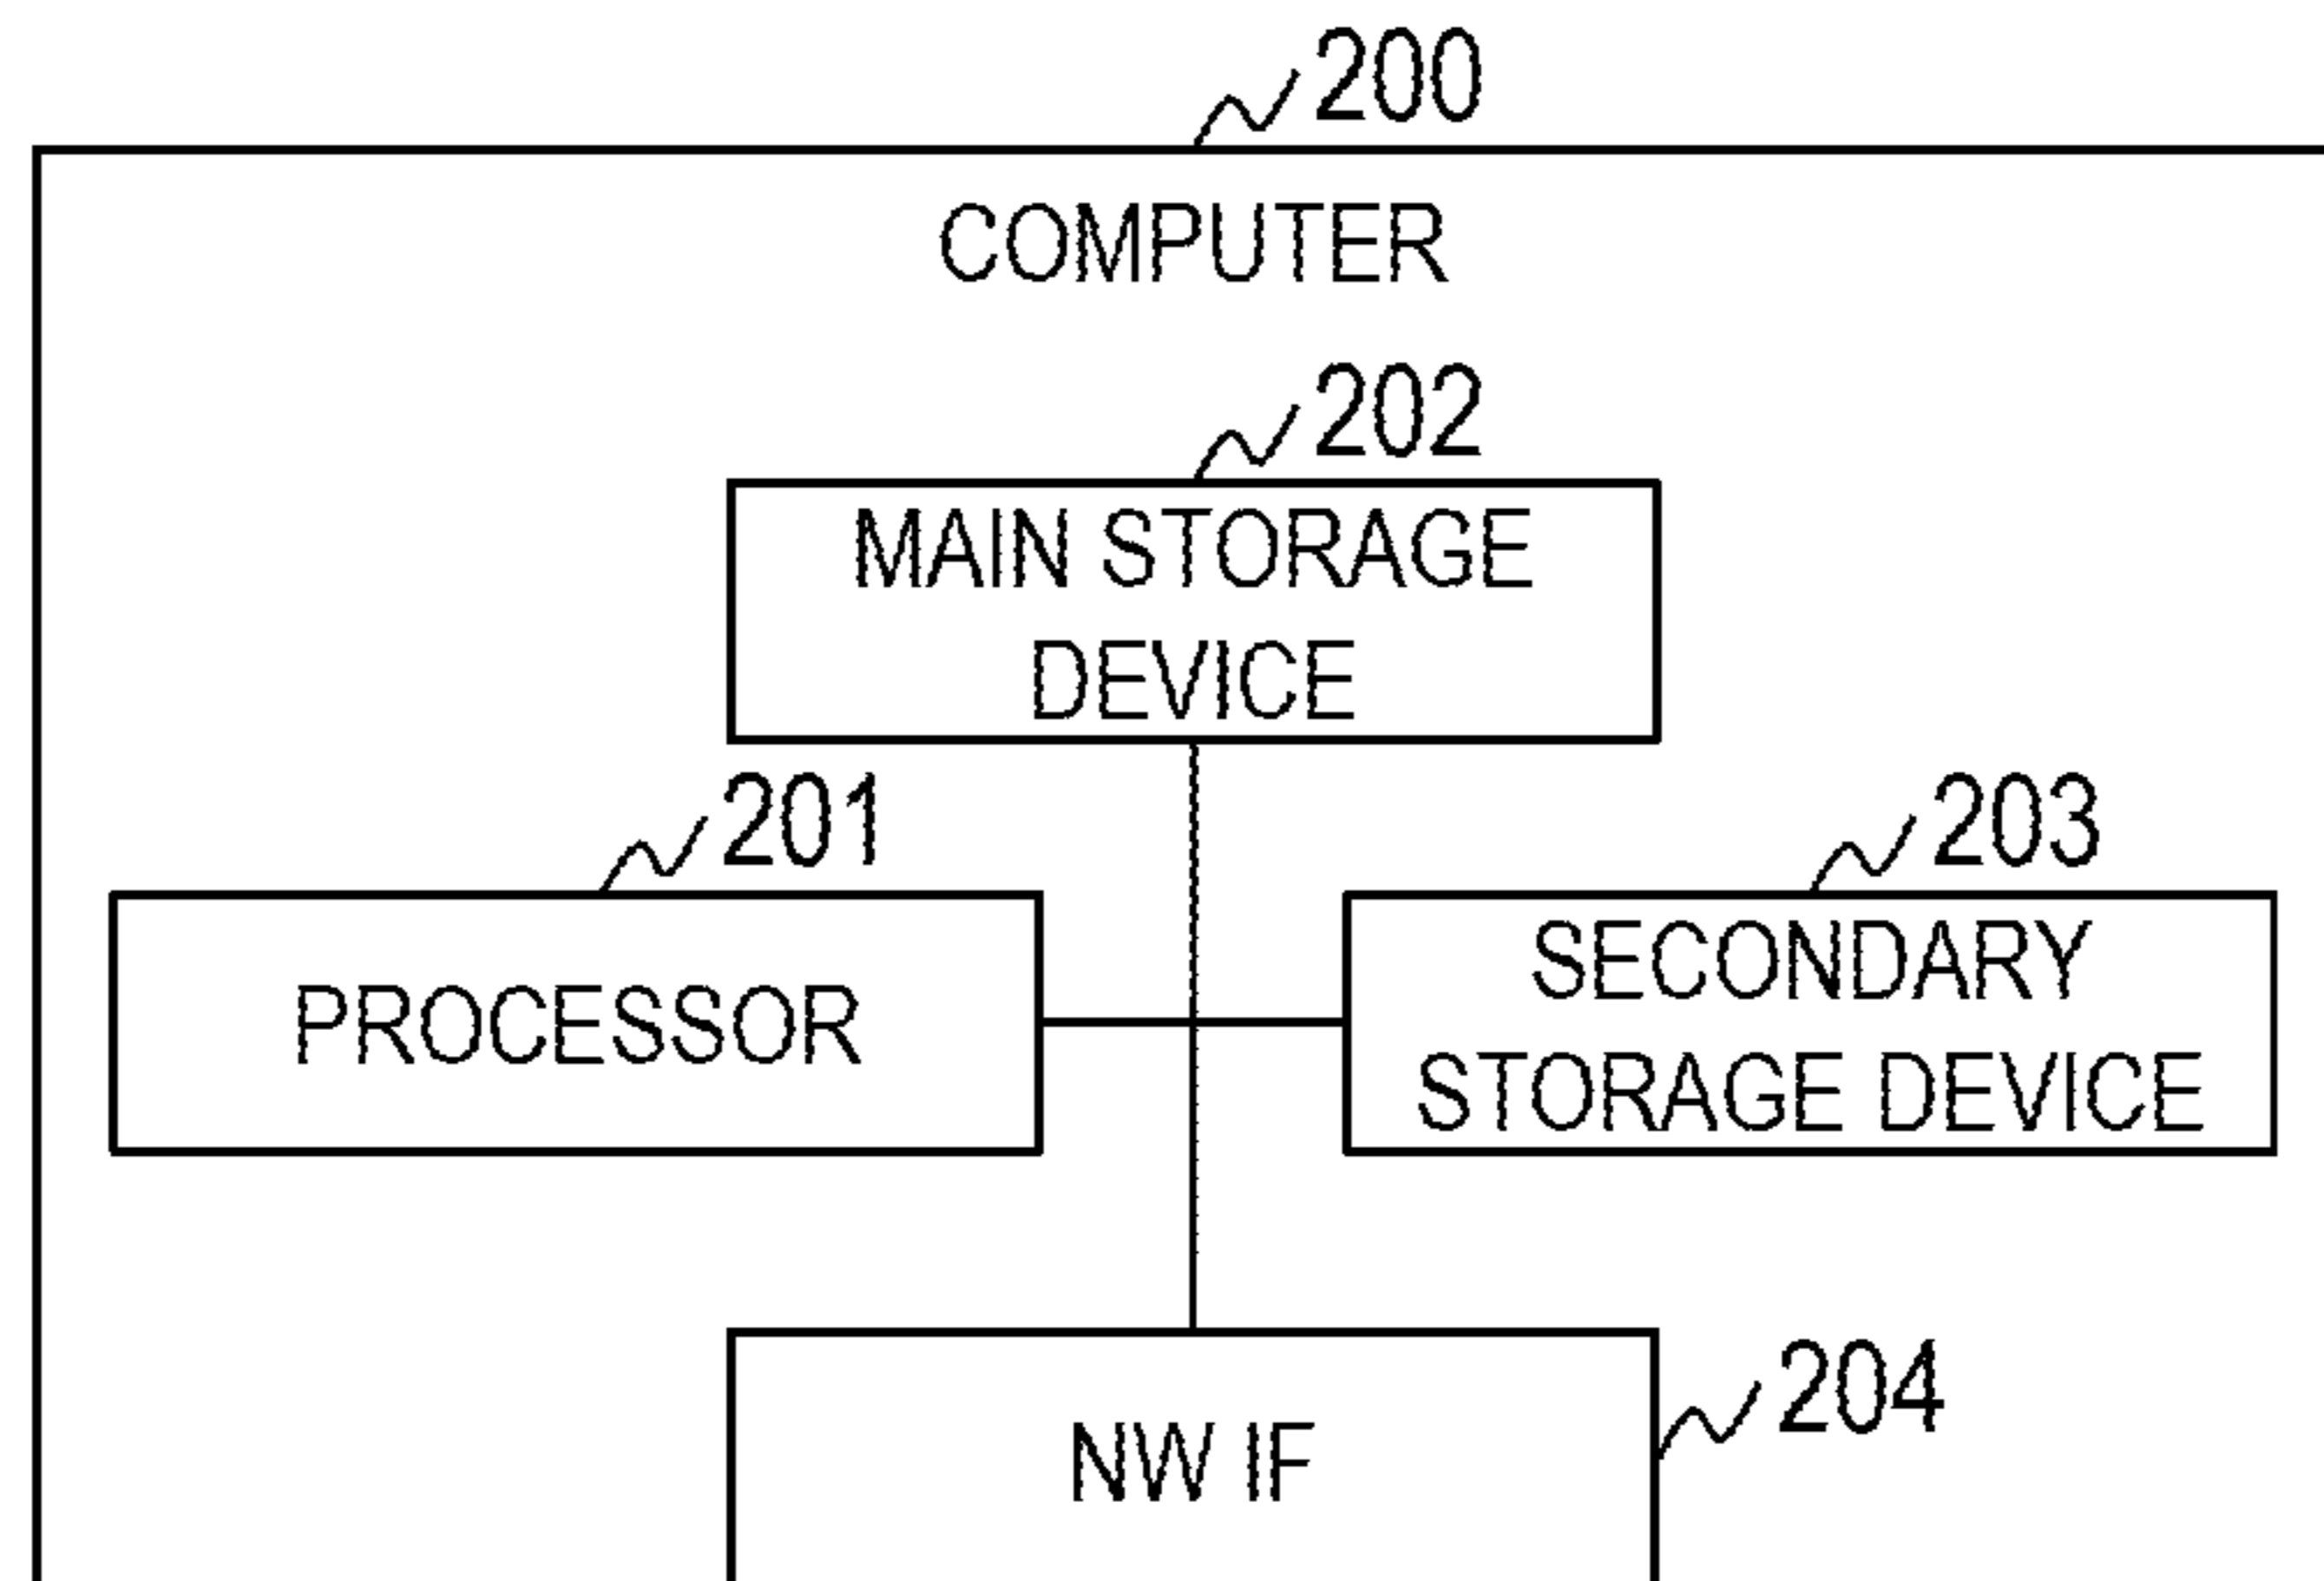 200
COMPUTER
202
MAIN STORAGE
DEVICE
201
PROCESSOR
203
SECONDARY
STORAGE DEVICE
204
NW IF